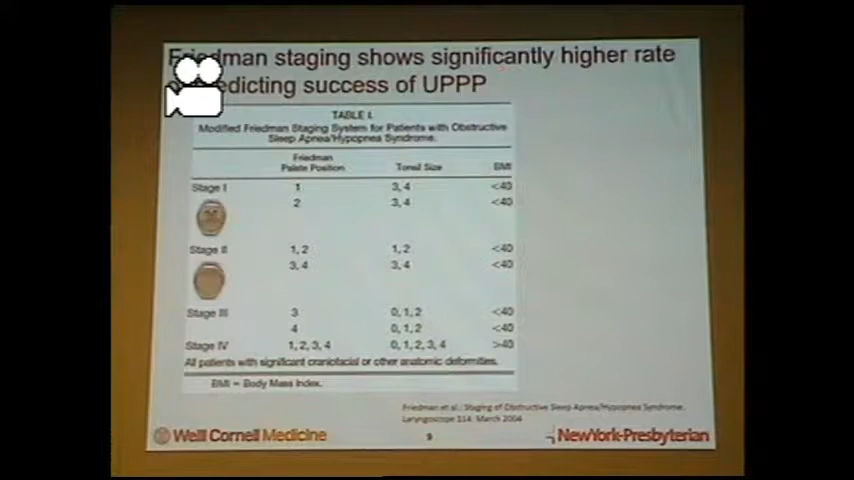 Friedman staging shows significantly higher rate
edicting success of UPPP
TABLE I.
Modified Friedman Staging System for Patients with Obstructive
Sleep Apnea/Hypopnea Syndrome.
Friedman
Palate Position Tonsil Size BMI
Stage I 1 3, 4 <40
2 3, 4 <40
Stage II 1, 2 1, 2 <40
3, 4 3, 4 <40
Stage III 3 0, 1, 2 <40
4 0, 1, 2 <40
Stage IV 1, 2, 3, 4 0, 1, 2, 3, 4 >40
All patients with significant craniofacial or other anatomic deformities.
BMI = Body Mass Index.
Friedman et al.: Staging of Obstructive Sleep Apnea/Hypopnea Syndrome.
Laryngoscope 114: March 2004
Weill Cornell Medicine 9 NewYork-Presbyterian